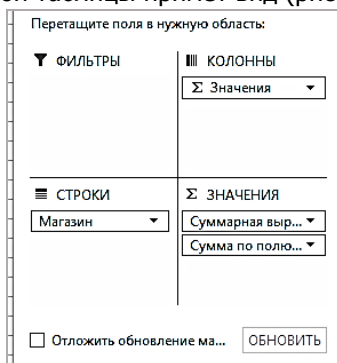 Перетащите поля в нужную область:
ФИЛЬТРЫ
КОЛОННЫ
Σ Значения
СТРОКИ
Магазин
Σ ЗНАЧЕНИЯ
Суммарная выр...
Сумма по полю...
Отложить обновление ма...
ОБНОВИТЬ